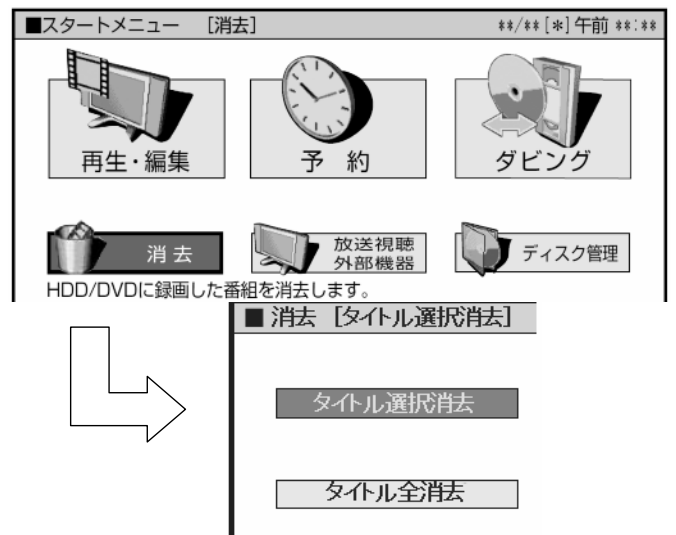 ■スタートメニュー [消去] **/**[*]午前 **:**
再生・編集
予 約
ダビング
消 去
放送視聴
外部機器
ディスク管理
HDD/DVDに録画した番組を消去します。
■ 消去 [タイトル選択消去]
タイトル選択消去
タイトル全消去